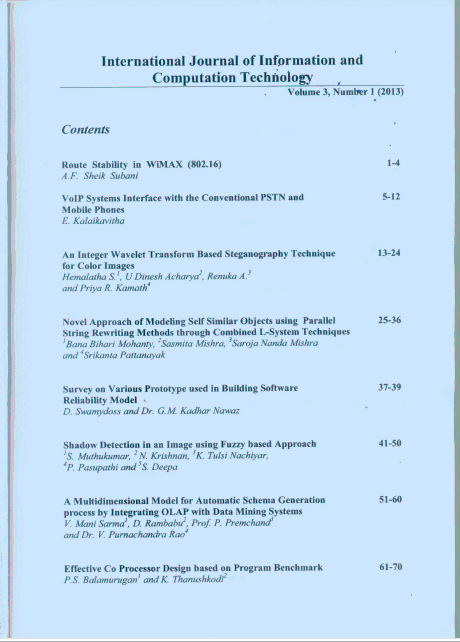 International Journal of Information and
Computation Technology
Volume 3, Number 1 (2013)
Contents
Route Stability in WiMAX (802.16) 1-4
A.F. Sheik Subani
VoIP Systems Interface with the Conventional PSTN and 5-12
Mobile Phones
E. Kalaikavitha
An Integer Wavelet Transform Based Steganography Technique 13-24
for Color Images
Hemalatha S.¹, U Dinesh Acharya², Renuka A.³
and Priya R. Kamath⁴
Novel Approach of Modeling Self Similar Objects using Parallel 25-36
String Rewriting Methods through Combined L-System Techniques
¹Bana Bihari Mohanty, ²Sasmita Mishra, ³Saroja Nanda Mishra
and ⁴Srikanta Pattanayak
Survey on Various Prototype used in Building Software 37-39
Reliability Model
D. Swamydoss and Dr. G.M. Kadhar Nawaz
Shadow Detection in an Image using Fuzzy based Approach 41-50
¹S. Muthukumar, ²N. Krishnan, ³K. Tulsi Nachiyar,
⁴P. Pasupathi and ⁵S. Deepa
A Multidimensional Model for Automatic Schema Generation 51-60
process by Integrating OLAP with Data Mining Systems
V. Mani Sarma¹, D. Rambabu², Prof. P. Premchand³
and Dr. V. Purnachandra Rao⁴
Effective Co Processor Design based on Program Benchmark 61-70
P.S. Balamurugan¹ and K. Thanushkodi²